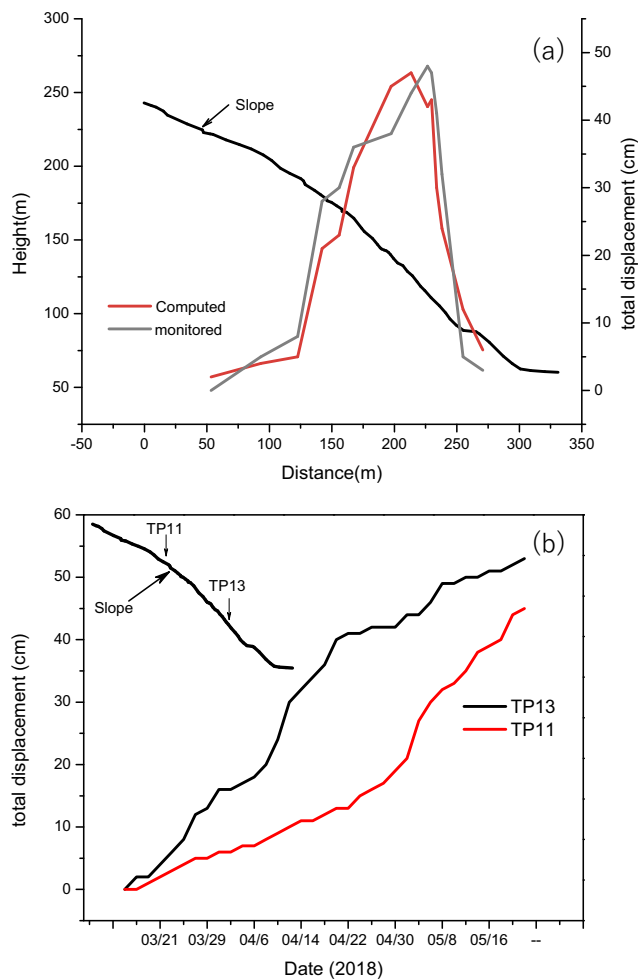 (a)
300
250
200
150
100
50
Height(m)
50
40
30
20
10
0
total displacement (cm)
Slope
Computed
monitored
-50 0 50 100 150 200 250 300 350
Distance(m)
(b)
60
50
40
30
20
10
0
total displacement (cm)
TP11
Slope
TP13
TP13
TP11
03/21 03/29 04/6 04/14 04/22 04/30 05/8 05/16 --
Date (2018)